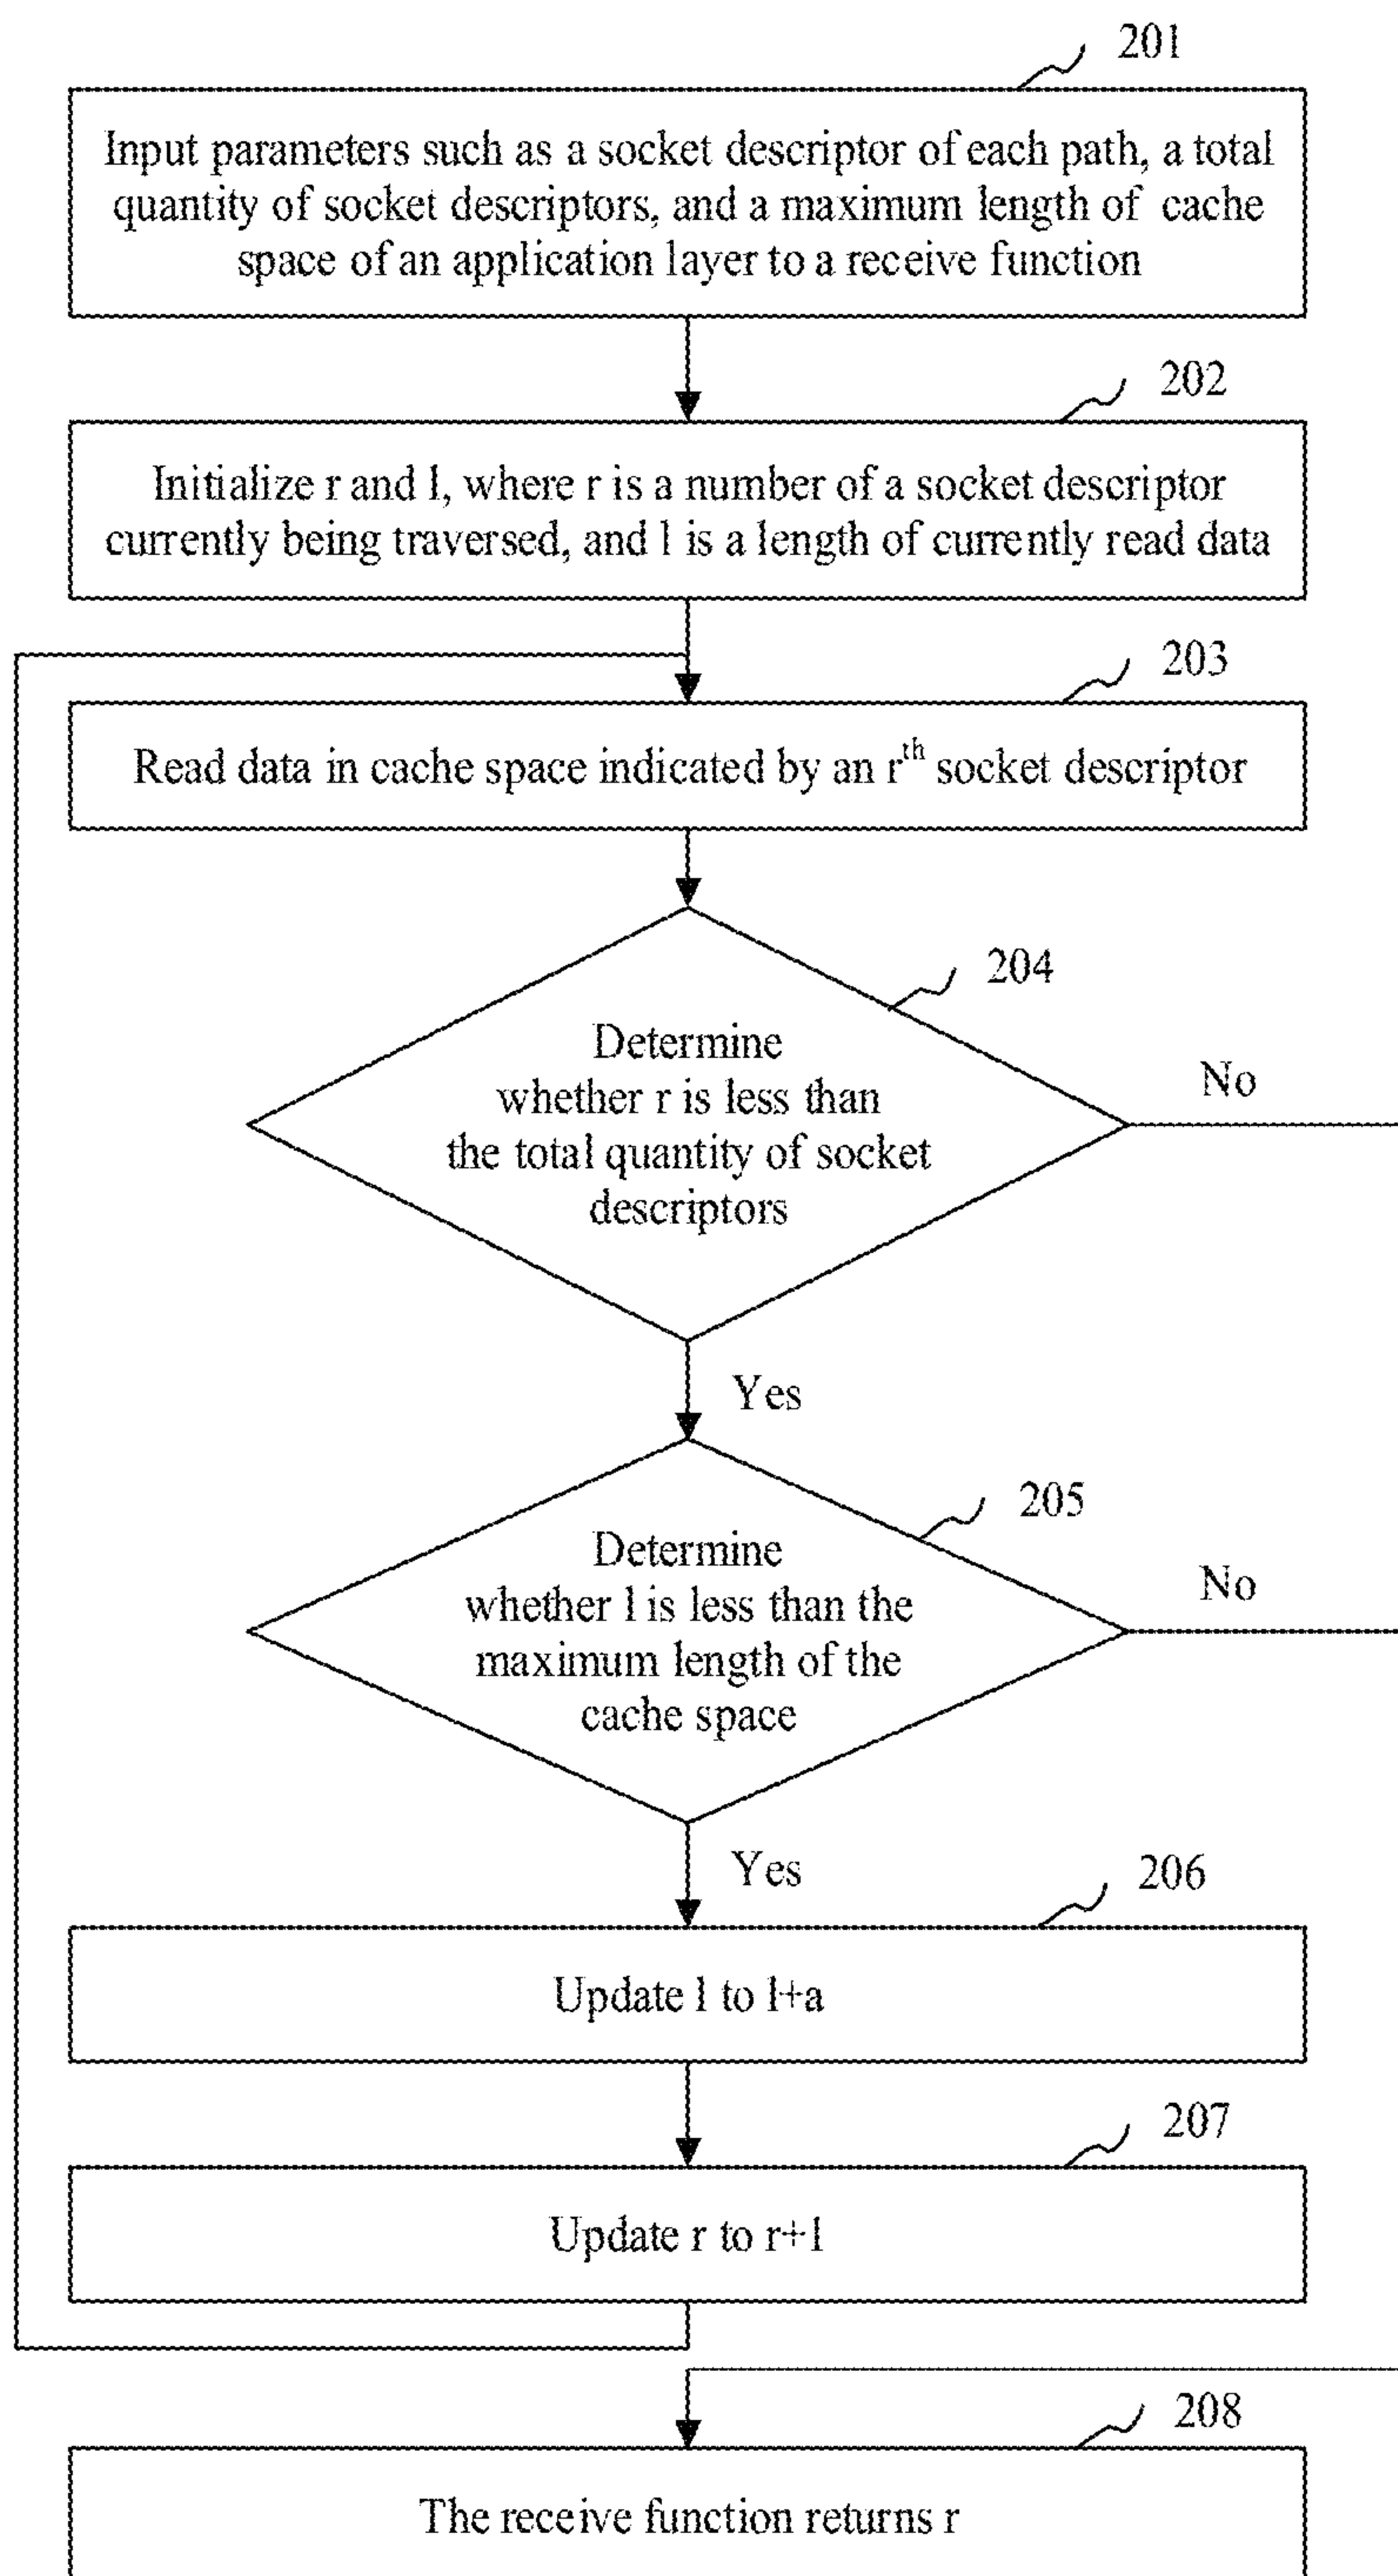 201
Input parameters such as a socket descriptor of each path, a total
quantity of socket descriptors, and a maximum length of cache
space of an application layer to a receive function
202
Initialize r and l, where r is a number of a socket descriptor
currently being traversed, and l is a length of currently read data
203
Read data in cache space indicated by an rth socket descriptor
204
Determine
whether r is less than
the total quantity of socket
descriptors
No
Yes
205
Determine
whether l is less than the
maximum length of the
cache space
No
Yes
206
Update l to l+a
207
Update r to r+1
208
The receive function returns r